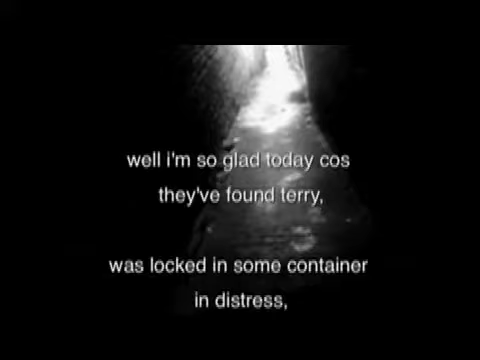 well i'm so glad today cos
they've found terry,
was locked in some container
in distress,